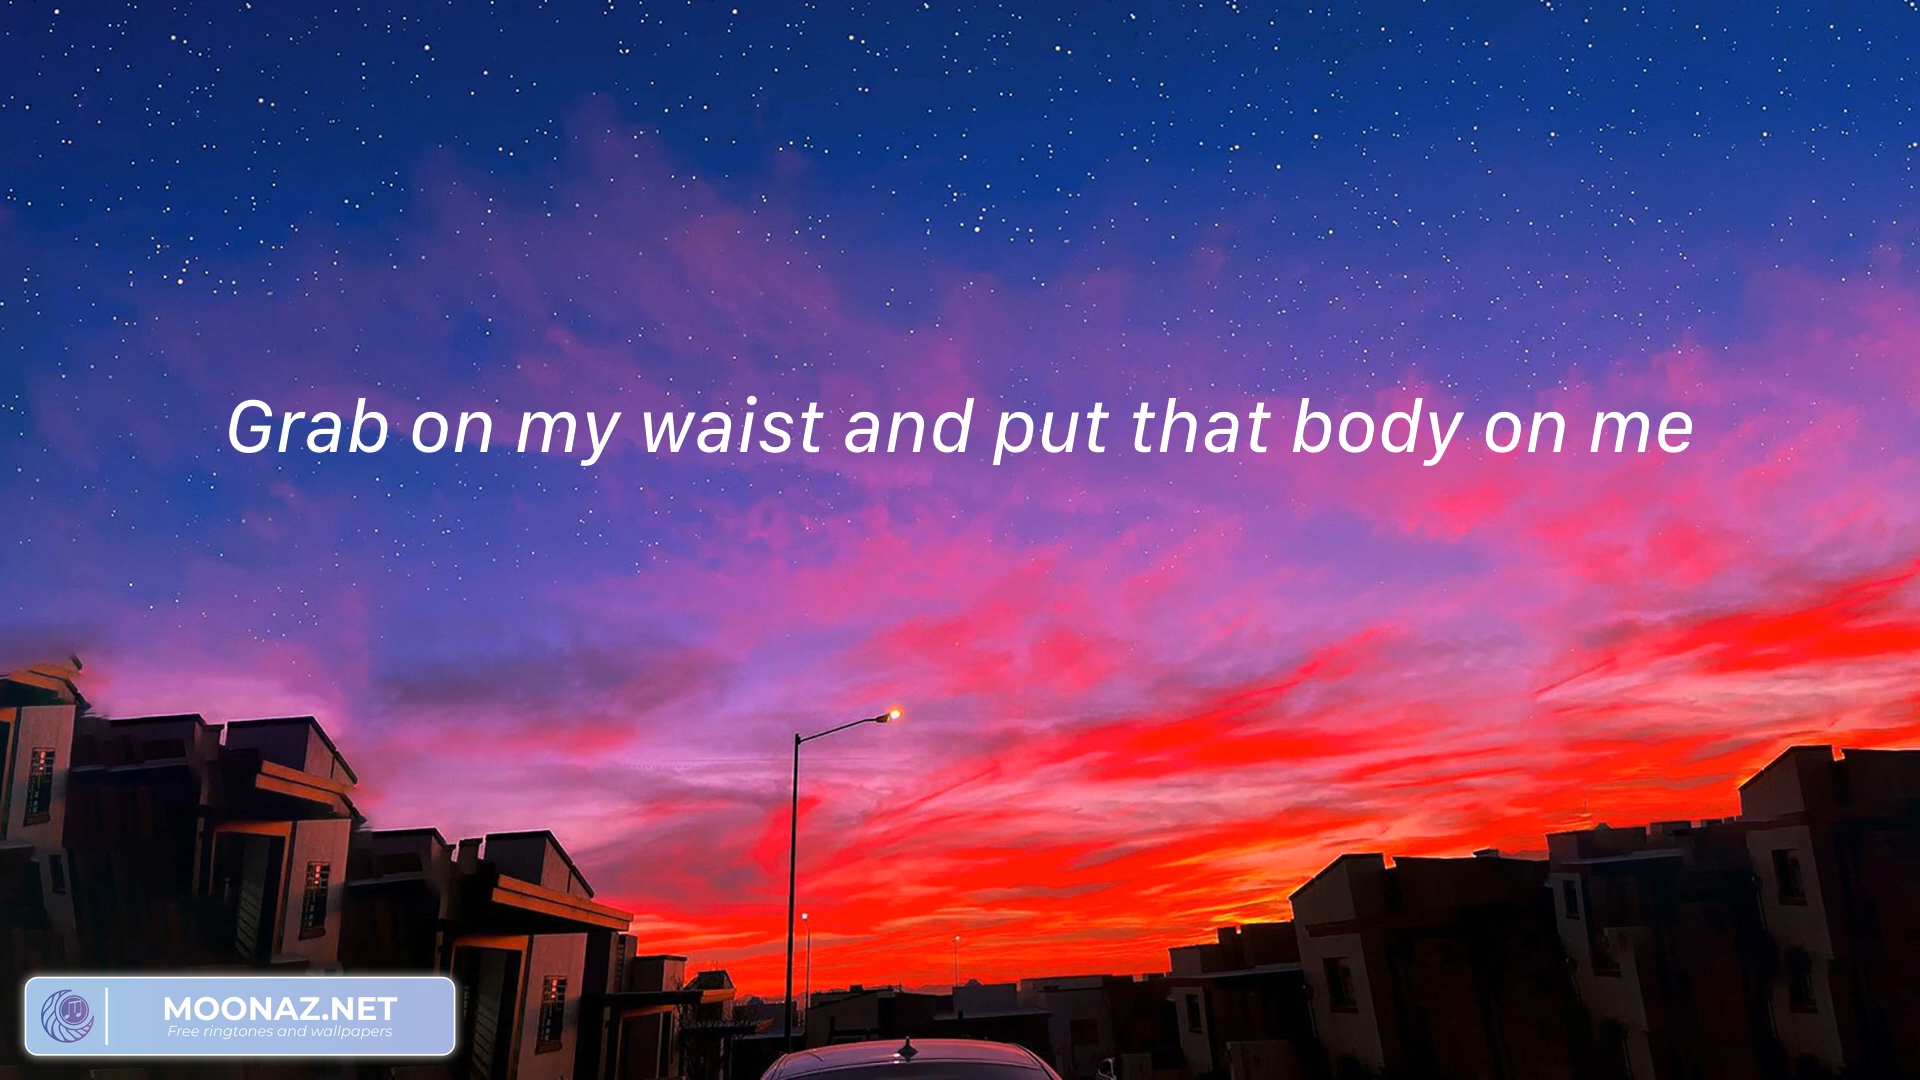 Grab on my waist and put that body on me
MOONAZ.NET
Free ringtones and wallpapers